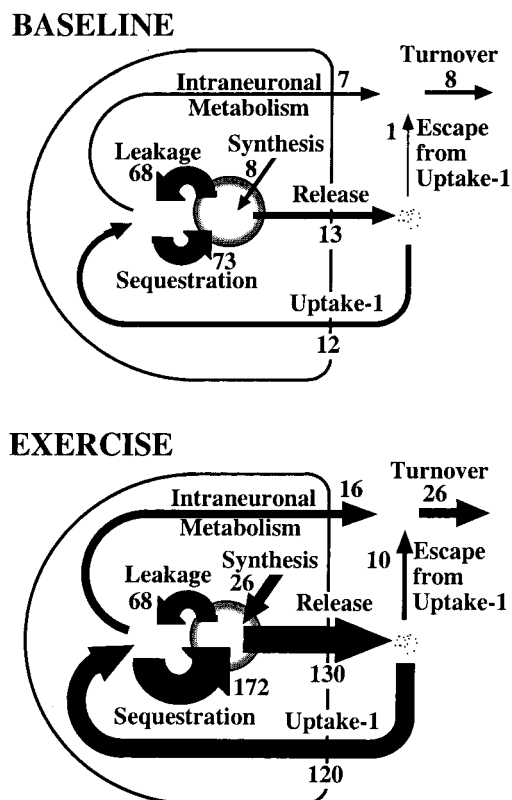 BASELINE
Turnover
8
Intraneuronal
7
Metabolism
1
Escape
from
Uptake-1
Leakage
68
Synthesis
8
Release
13
73
Sequestration
Uptake-1
12
EXERCISE
Turnover
26
Intraneuronal
16
Metabolism
10
Escape
from
Uptake-1
Synthesis
26
Leakage
68
Release
130
172
Sequestration
Uptake-1
120